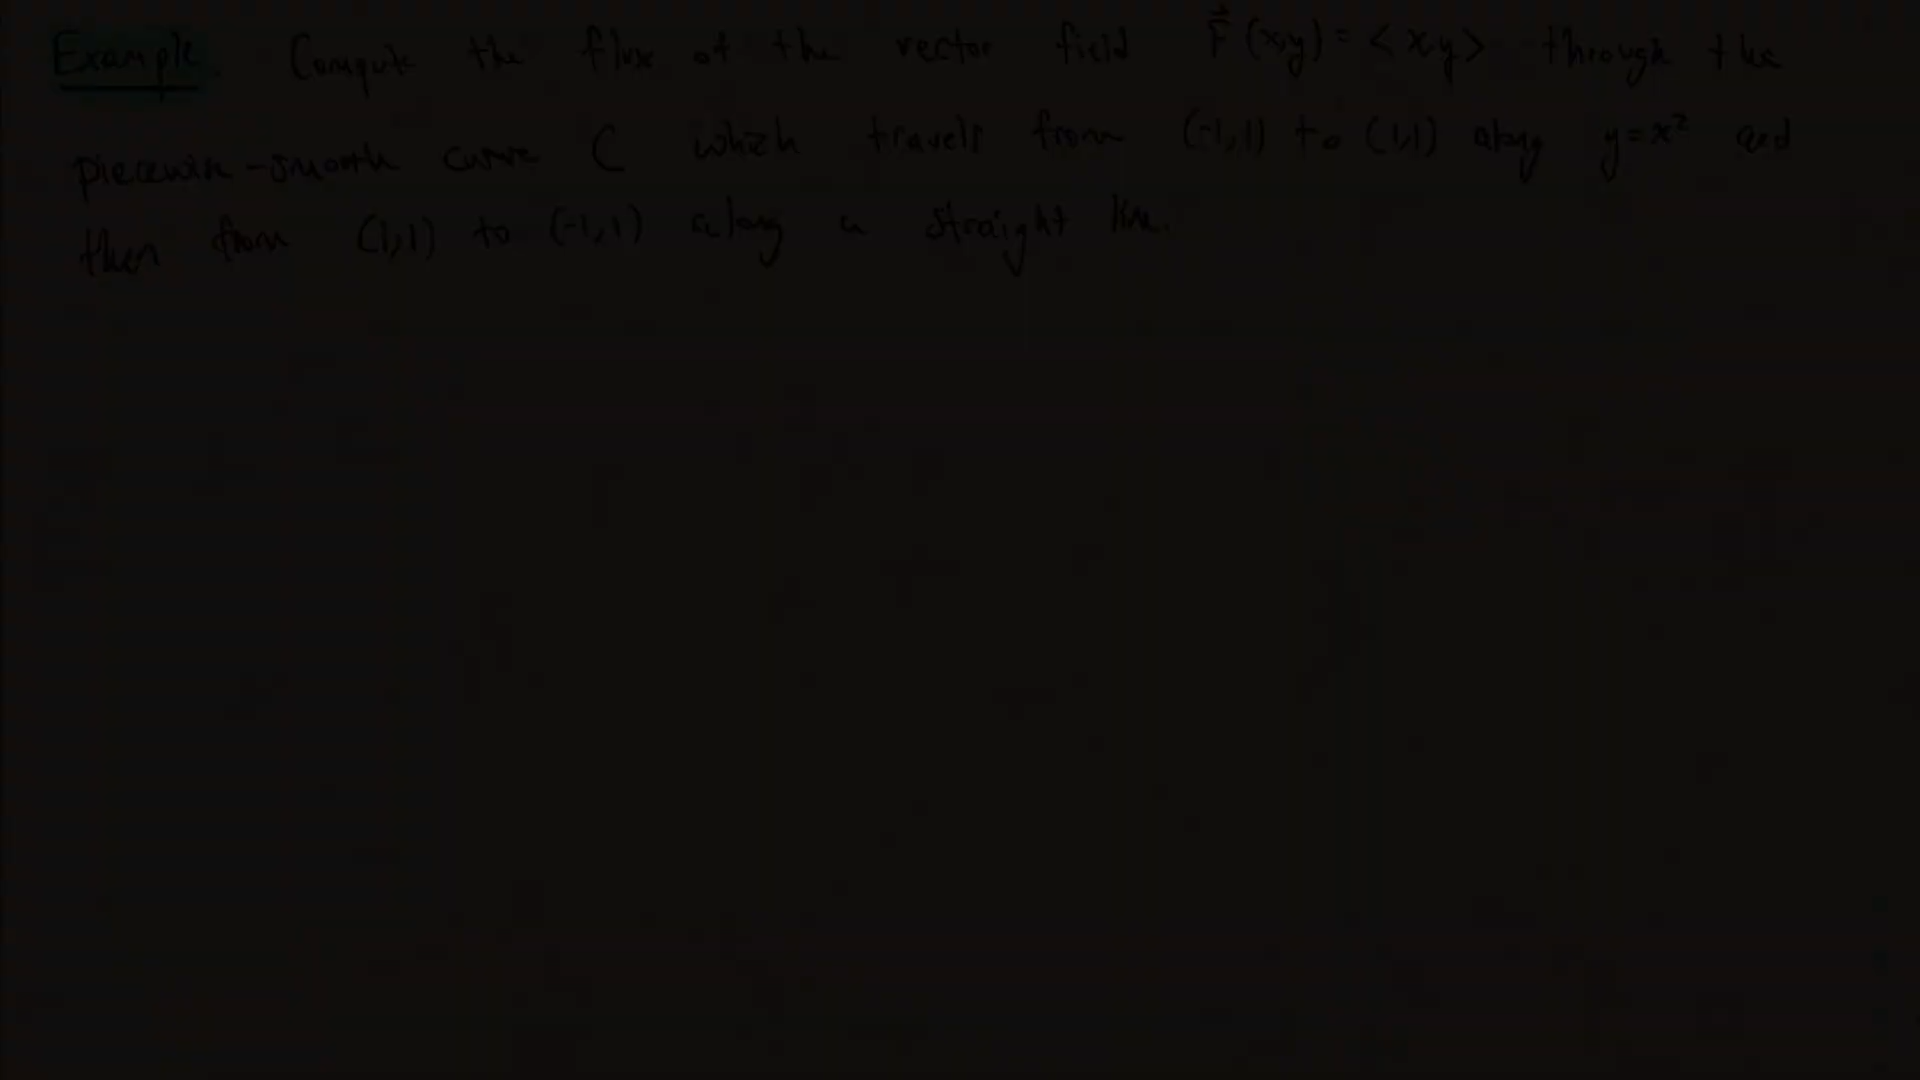 Example. Compute the flux of the vector field F⃗(x,y) = <x,y> through the
piecewise-smooth curve C which travels from (-1,1) to (1,1) along y=x² and
then from (1,1) to (-1,1) along a straight line.